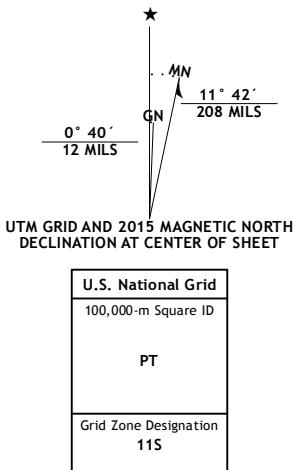 MN
GN
11° 42´
208 MILS
0° 40´
12 MILS
UTM GRID AND 2015 MAGNETIC NORTH
DECLINATION AT CENTER OF SHEET
U.S. National Grid
100,000-m Square ID
PT
Grid Zone Designation
11S